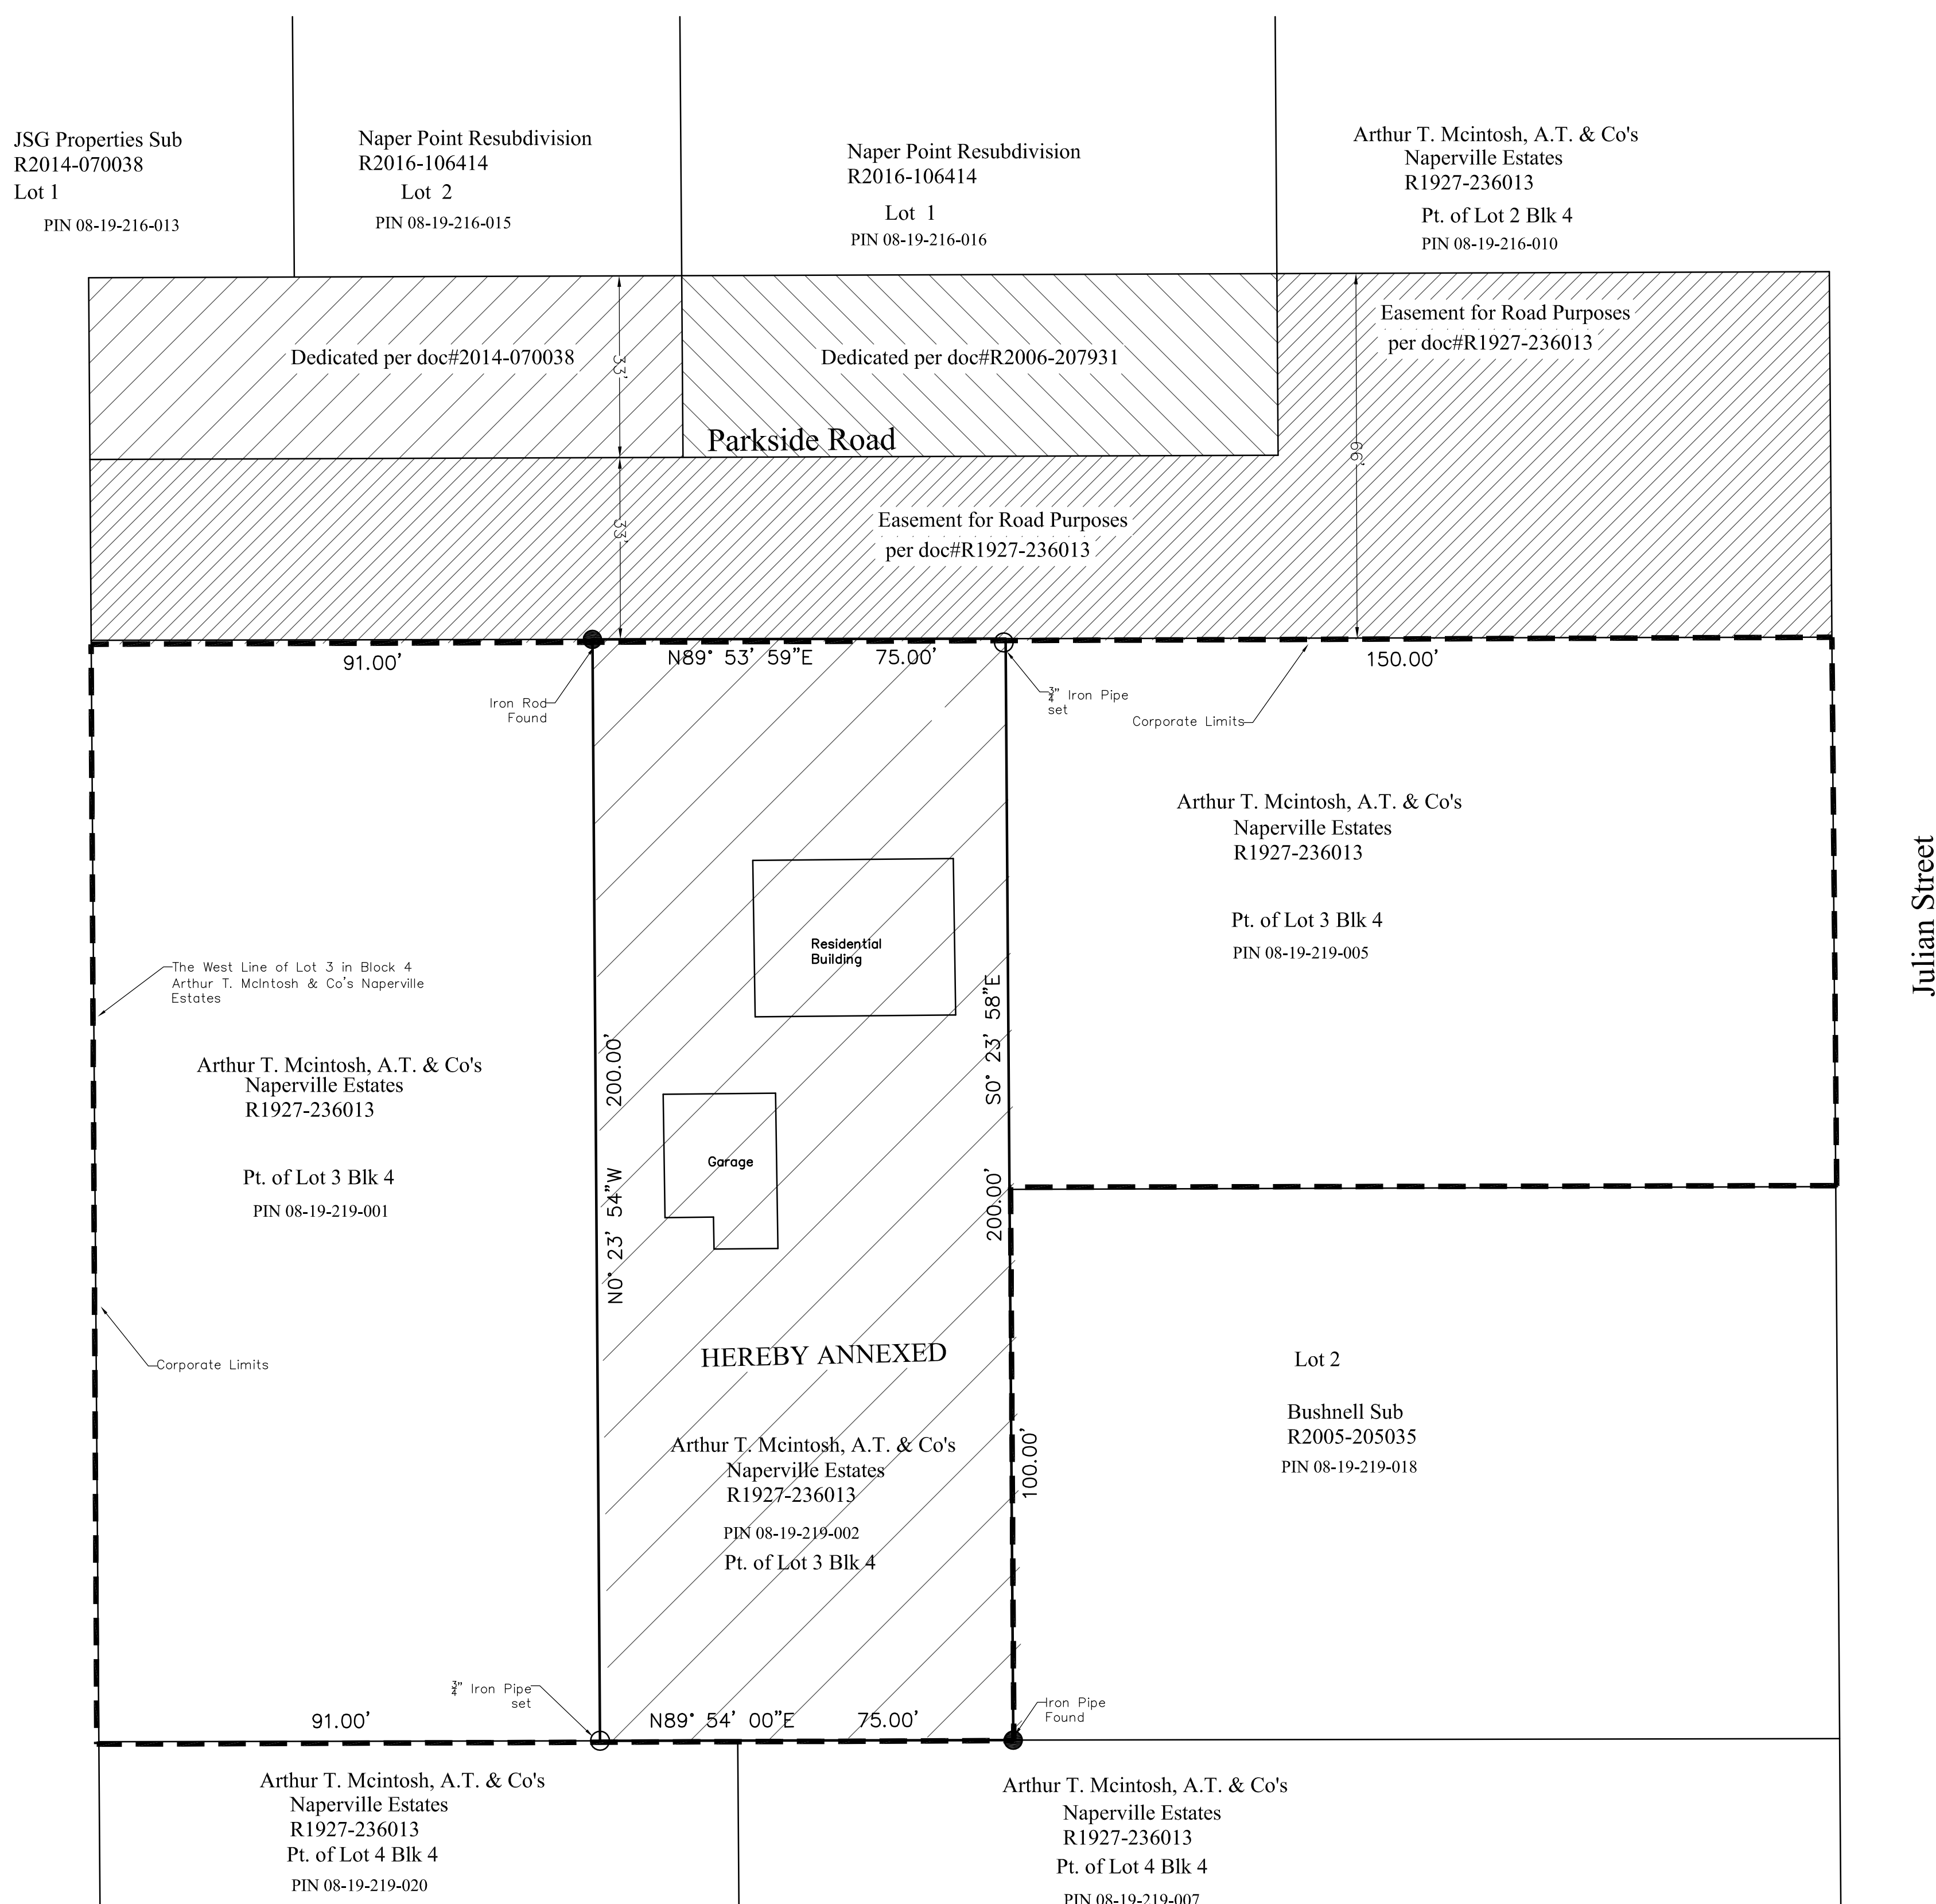 JSG Properties Sub
R2014-070038
Lot 1
PIN 08-19-216-013
Naper Point Resubdivision
R2016-106414
Lot 2
PIN 08-19-216-015
Naper Point Resubdivision
R2016-106414
Lot 1
PIN 08-19-216-016
Arthur T. Mcintosh, A.T. & Co's
Naperville Estates
R1927-236013
Pt. of Lot 2 Blk 4
PIN 08-19-216-010
Dedicated per doc#2014-070038
33'
Dedicated per doc#R2006-207931
Easement for Road Purposes
per doc#R1927-236013
66'
Parkside Road
33'
Easement for Road Purposes
per doc#R1927-236013
91.00'
N89° 53' 59"E
75.00'
150.00'
Iron Rod
Found
3/4" Iron Pipe
set
Corporate Limits
Arthur T. Mcintosh, A.T. & Co's
Naperville Estates
R1927-236013
Pt. of Lot 3 Blk 4
PIN 08-19-219-005
Julian Street
Residential
Building
The West Line of Lot 3 in Block 4
Arthur T. McIntosh & Co's Naperville
Estates
Arthur T. Mcintosh, A.T. & Co's
Naperville Estates
R1927-236013
Pt. of Lot 3 Blk 4
PIN 08-19-219-001
200.00'
N0° 23' 54"W
S0° 23' 58"E
200.00'
Garage
Corporate Limits
HEREBY ANNEXED
Arthur T. Mcintosh, A.T. & Co's
Naperville Estates
R1927-236013
PIN 08-19-219-002
Pt. of Lot 3 Blk 4
100.00'
Lot 2
Bushnell Sub
R2005-205035
PIN 08-19-219-018
3/4" Iron Pipe
set
91.00'
N89° 54' 00"E
75.00'
Iron Pipe
Found
Arthur T. Mcintosh, A.T. & Co's
Naperville Estates
R1927-236013
Pt. of Lot 4 Blk 4
PIN 08-19-219-020
Arthur T. Mcintosh, A.T. & Co's
Naperville Estates
R1927-236013
Pt. of Lot 4 Blk 4
PIN 08-19-219-007